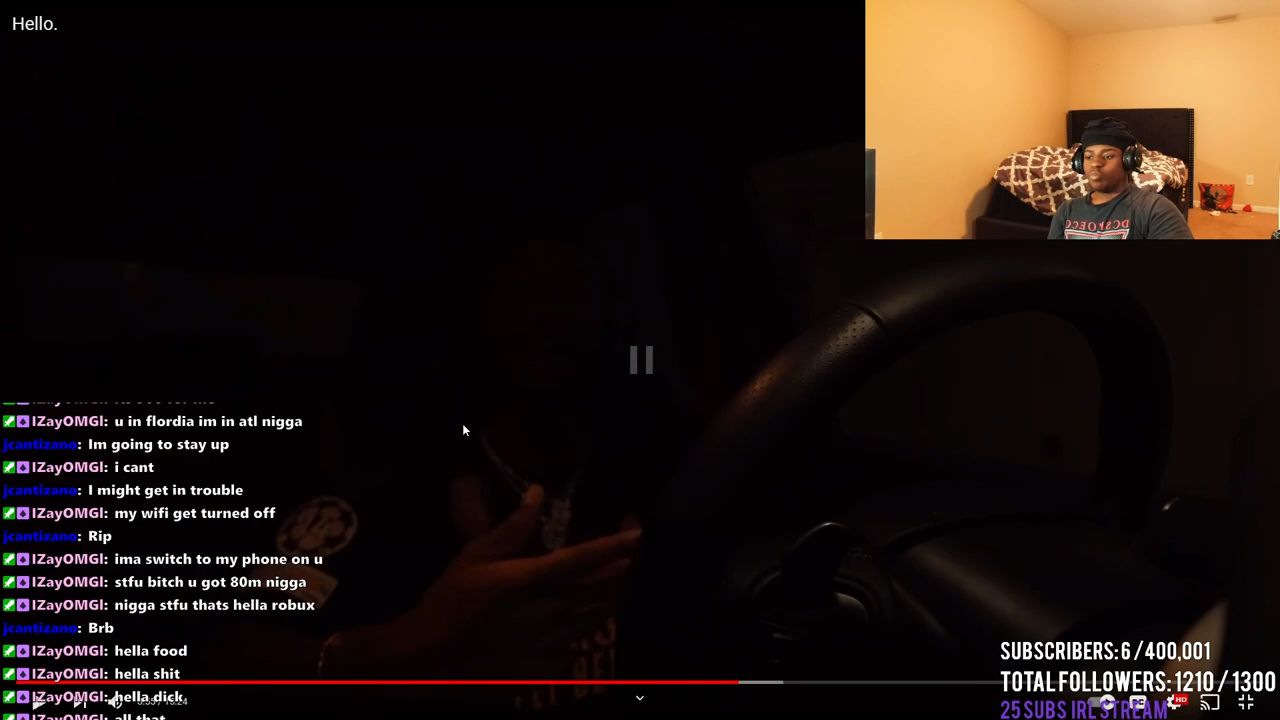 Hello.
IZayOMGl: u in flordia im in atl nigga
jcantizano: Im going to stay up
IZayOMGl: i cant
jcantizano: I might get in trouble
IZayOMGl: my wifi get turned off
jcantizano: Rip
IZayOMGl: ima switch to my phone on u
IZayOMGl: stfu bitch u got 80m nigga
IZayOMGl: nigga stfu thats hella robux
jcantizano: Brb
IZayOMGl: hella food
IZayOMGl: hella shit
IZayOMGl: hella dick
all that
SUBSCRIBERS: 6 / 400,001
TOTAL FOLLOWERS: 1210 / 1300
25 SUBS IRL STREAM
HD